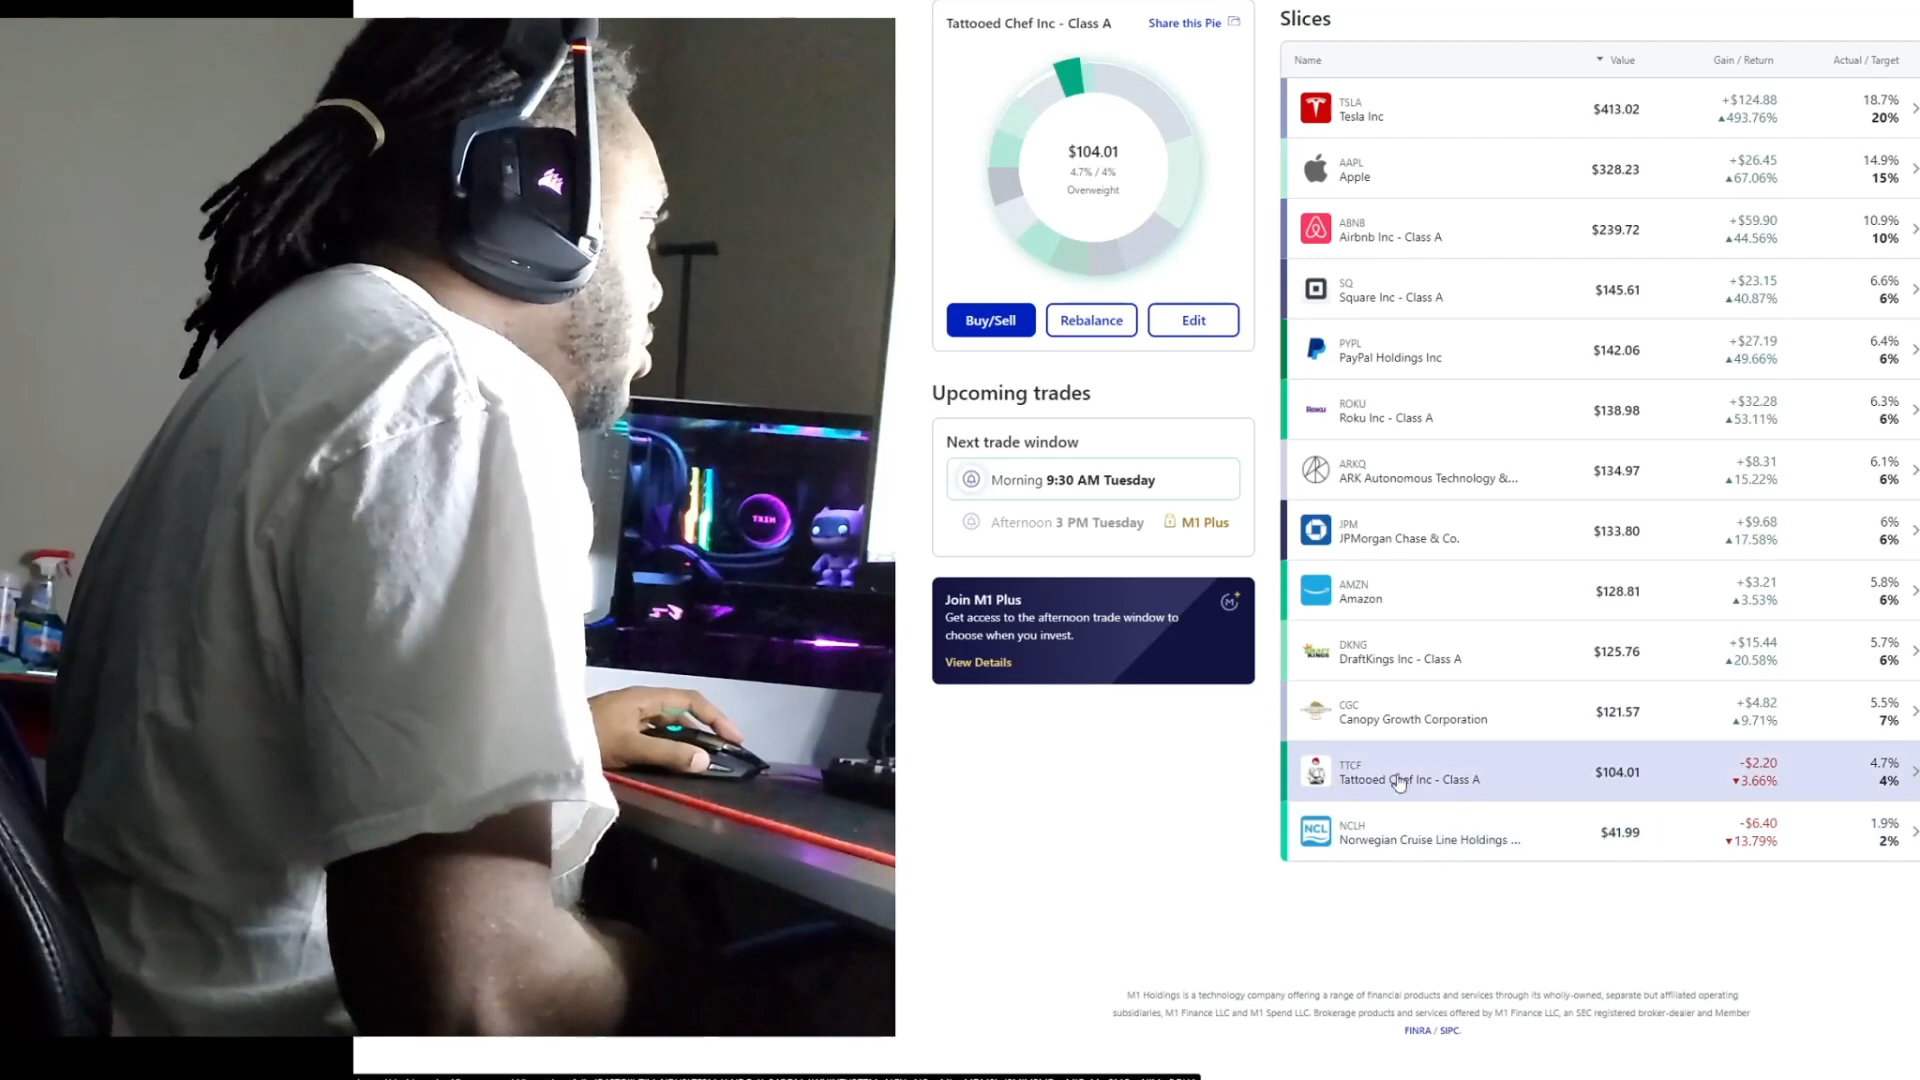 Tattooed Chef Inc - Class A
Share this Pie
$104.01
4.7% / 4%
Overweight
Buy/Sell
Rebalance
Edit
Upcoming trades
Next trade window
Morning 9:30 AM Tuesday
Afternoon 3 PM Tuesday
M1 Plus
Join M1 Plus
Get access to the afternoon trade window to
choose when you invest.
View Details
Slices
Name Value Gain / Return Actual / Target
TSLA
Tesla Inc
$413.02
+$124.88
▲493.76%
18.7%
20%
AAPL
Apple
$328.23
+$26.45
▲67.06%
14.9%
15%
ABNB
Airbnb Inc - Class A
$239.72
+$59.90
▲44.56%
10.9%
10%
SQ
Square Inc - Class A
$145.61
+$23.15
▲40.87%
6.6%
6%
PYPL
PayPal Holdings Inc
$142.06
+$27.19
▲49.66%
6.4%
6%
Roku
ROKU
Roku Inc - Class A
$138.98
+$32.28
▲53.11%
6.3%
6%
ARKQ
ARK Autonomous Technology &...
$134.97
+$8.31
▲15.22%
6.1%
6%
JPM
JPMorgan Chase & Co.
$133.80
+$9.68
▲17.58%
6%
6%
AMZN
Amazon
$128.81
+$3.21
▲3.53%
5.8%
6%
DKNG
DraftKings Inc - Class A
$125.76
+$15.44
▲20.58%
5.7%
6%
CGC
Canopy Growth Corporation
$121.57
+$4.82
▲9.71%
5.5%
7%
TTCF
Tattooed Chef Inc - Class A
$104.01
-$2.20
▼3.66%
4.7%
4%
NCL
NCLH
Norwegian Cruise Line Holdings ...
$41.99
-$6.40
▼13.79%
1.9%
2%
M1 Holdings is a technology company offering a range of financial products and services through its wholly-owned, separate but affiliated operating
subsidiaries, M1 Finance LLC and M1 Spend LLC. Brokerage products and services offered by M1 Finance LLC, an SEC registered broker-dealer and Member
FINRA / SIPC.